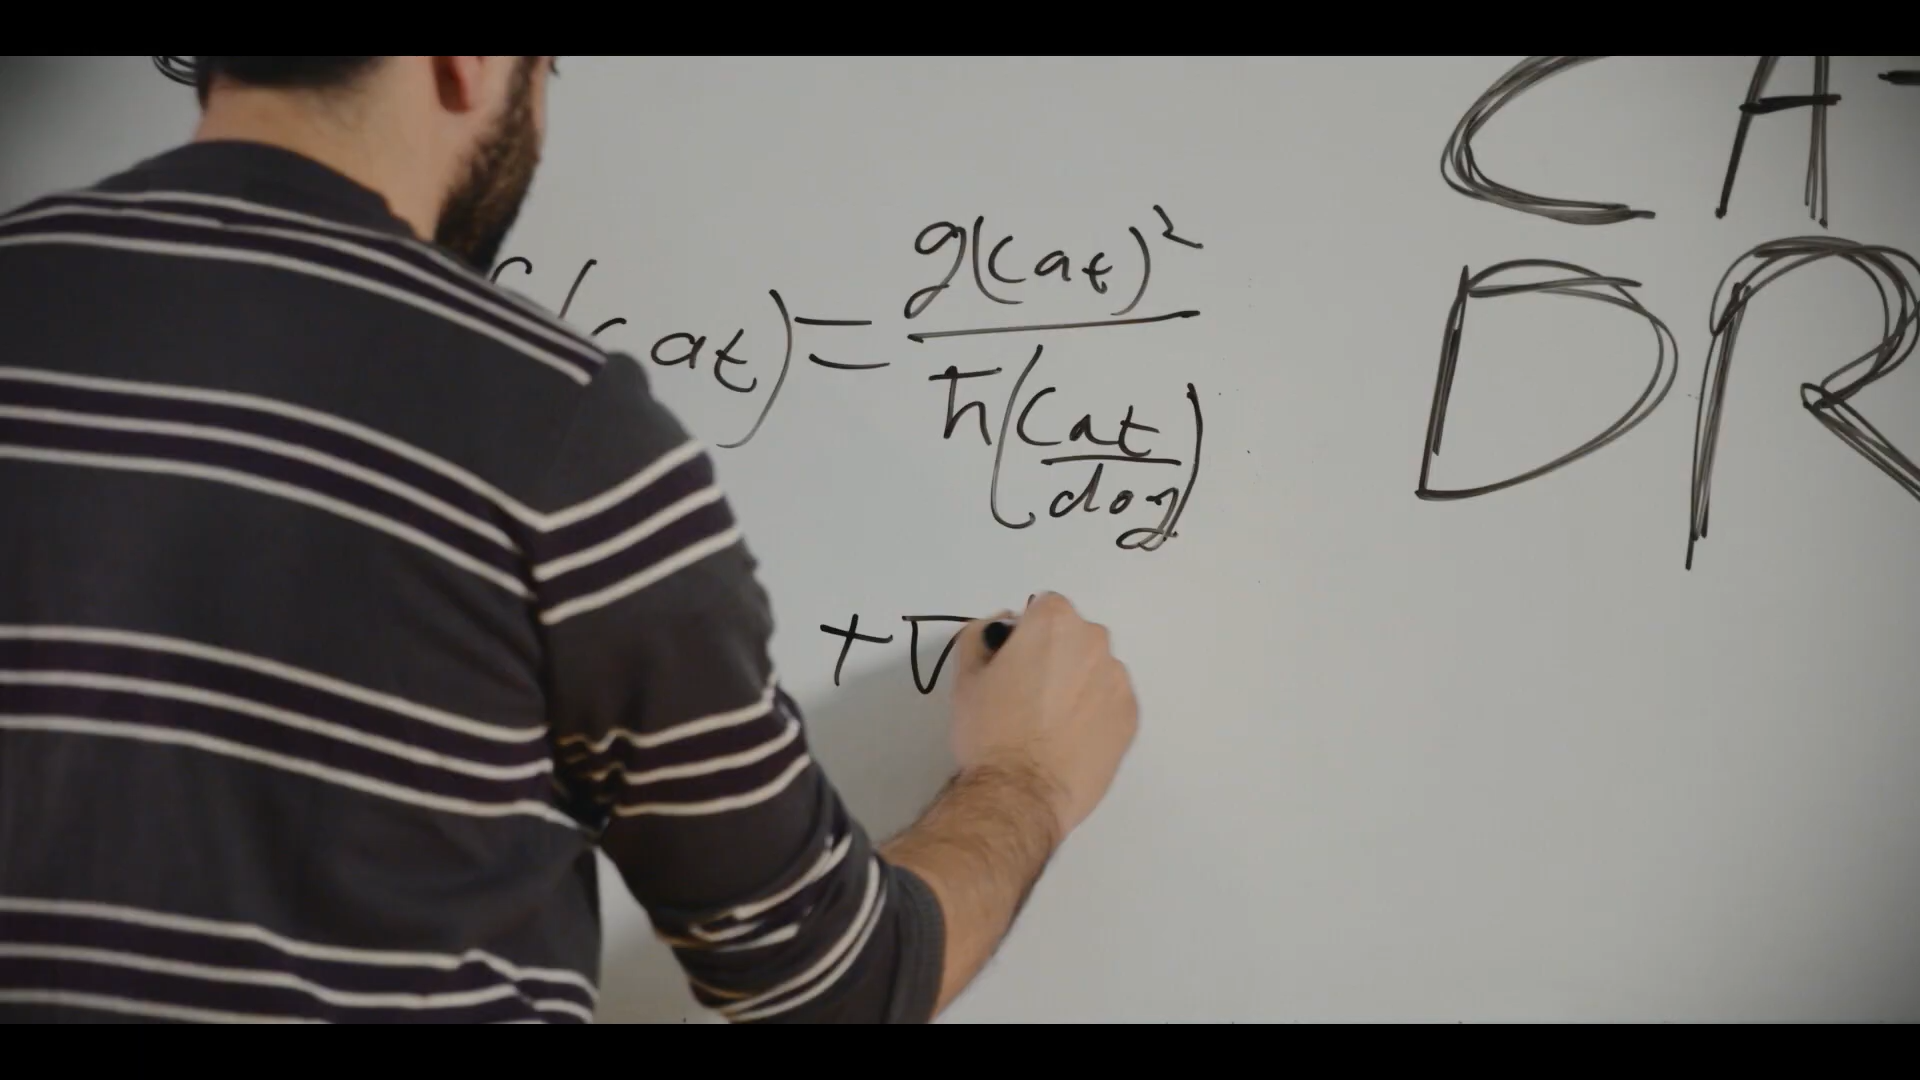 CA
DR
f(cat) = g(cat)²
ħ(cat
dog)
+ ∇